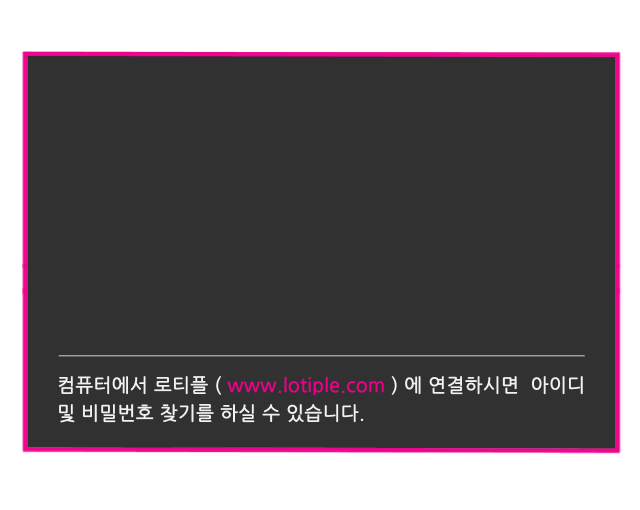 컴퓨터에서 로티플 ( www.lotiple.com ) 에 연결하시면 아이디
및 비밀번호 찾기를 하실 수 있습니다.